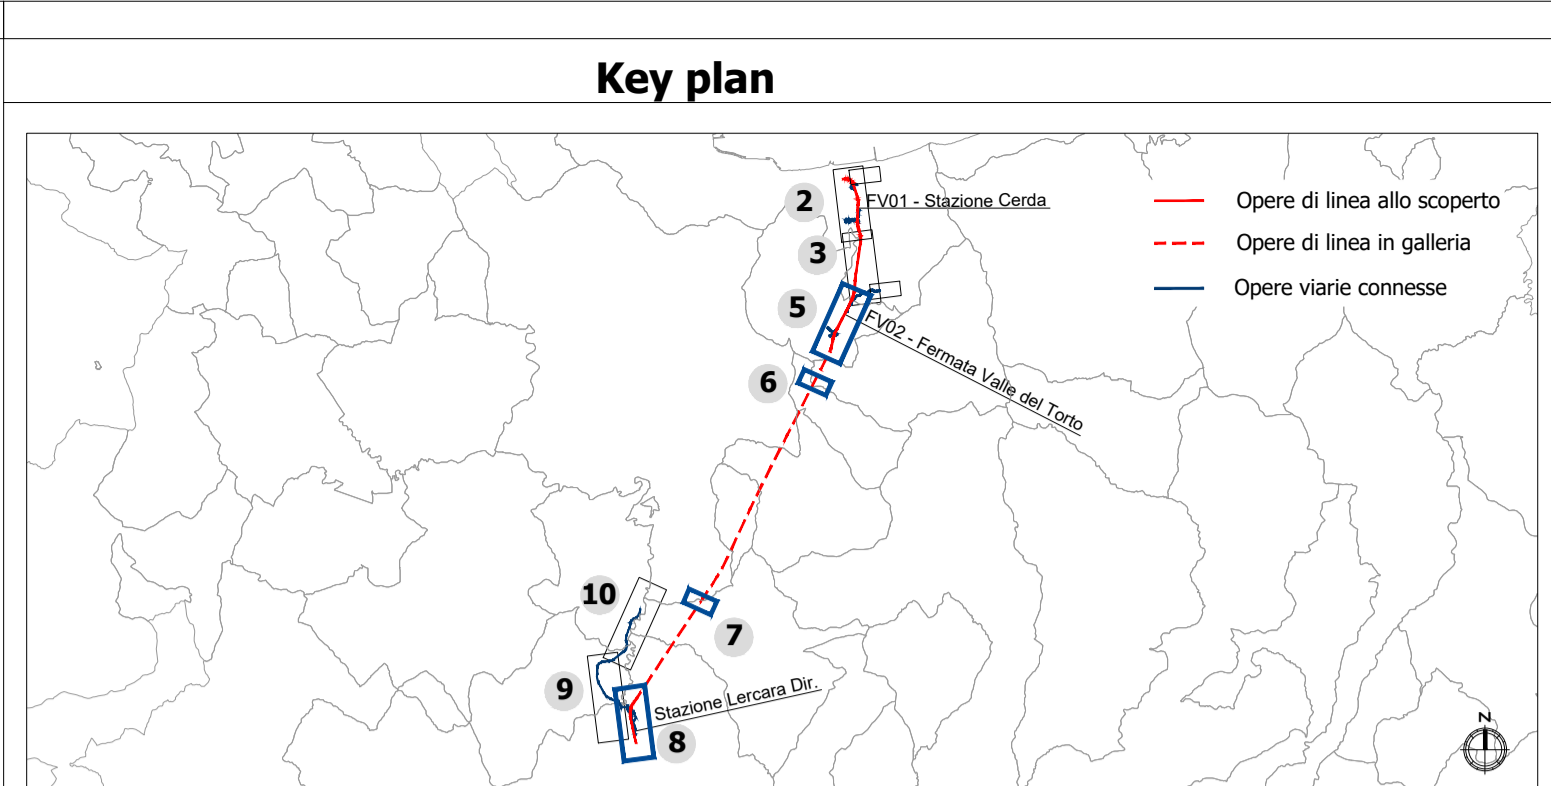 Key plan
2
FV01 - Stazione Cerda
Opere di linea allo scoperto
Opere di linea in galleria
3
Opere viarie connesse
5
FV02 - Fermata Valle del Torto
6
10
7
9
Stazione Lercara Dir.
8
N